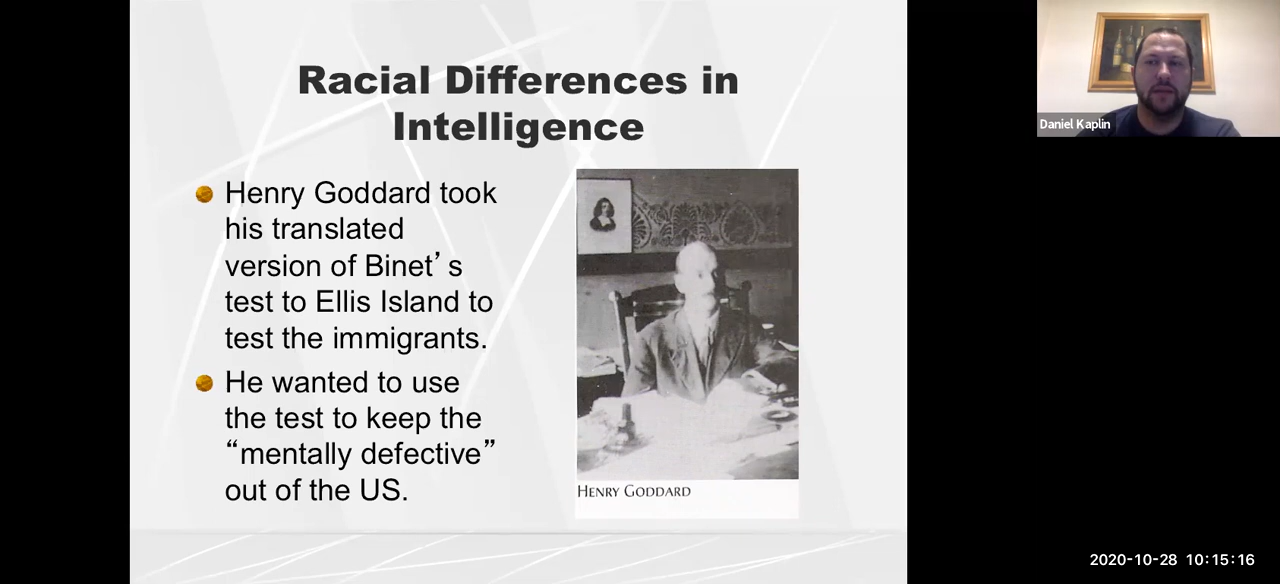 Racial Differences in
Intelligence
Henry Goddard took
his translated
version of Binet’s
test to Ellis Island to
test the immigrants.
He wanted to use
the test to keep the
“mentally defective”
out of the US.
HENRY GODDARD
Daniel Kaplin
2020-10-28 10:15:16